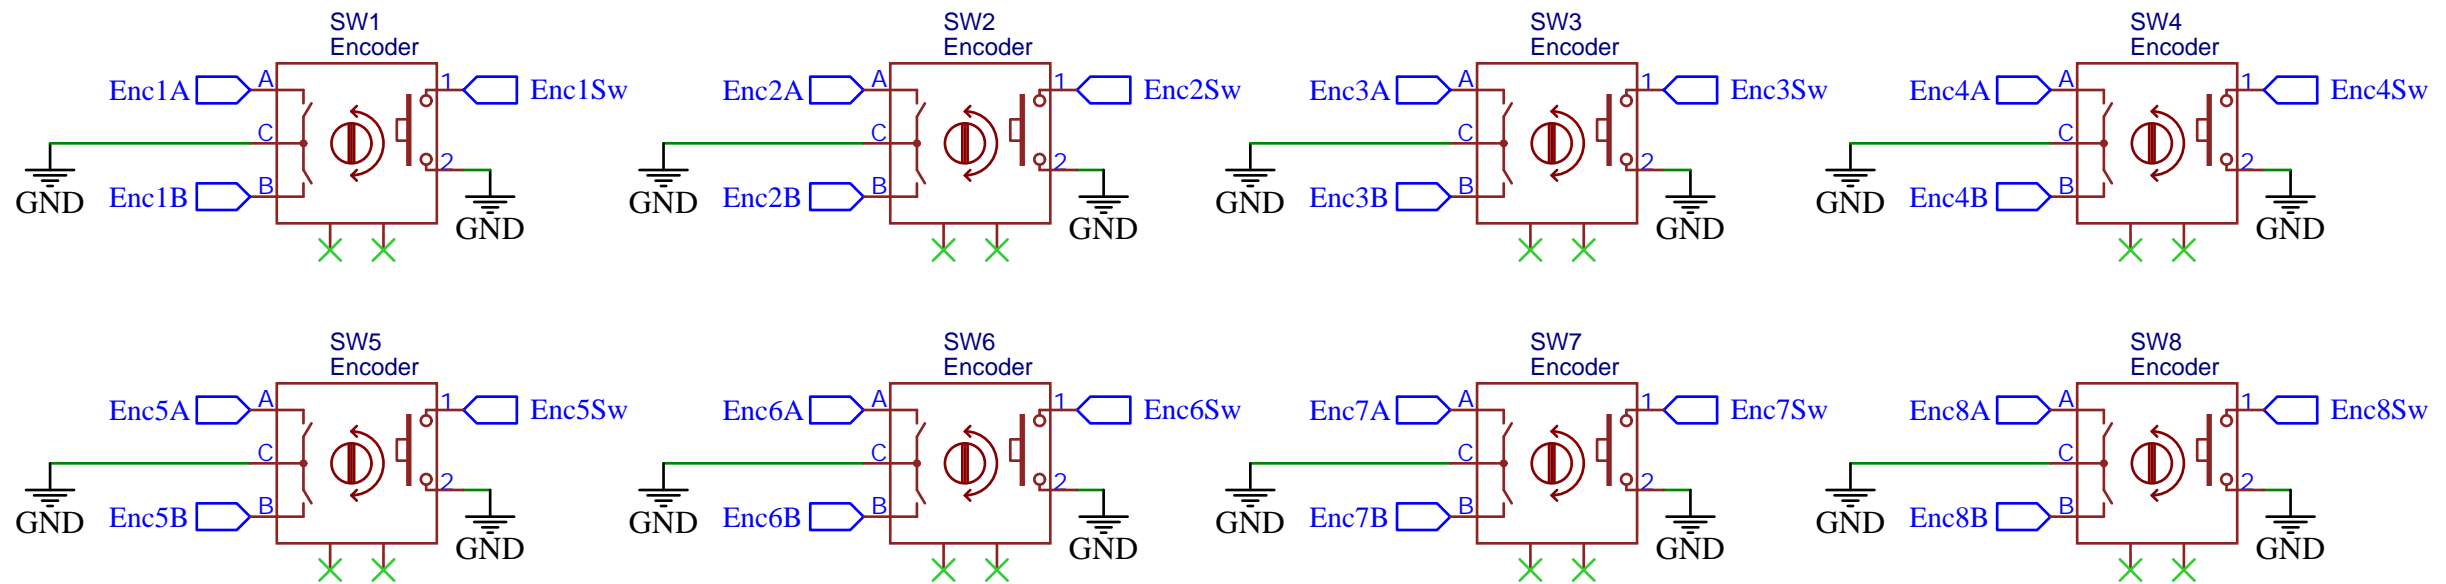 SW1
Encoder
Enc1A
A
1
Enc1Sw
C
2
Enc1B
B
GND
GND
SW2
Encoder
Enc2A
A
1
Enc2Sw
C
2
Enc2B
B
GND
GND
SW3
Encoder
Enc3A
A
1
Enc3Sw
C
2
Enc3B
B
GND
GND
SW4
Encoder
Enc4A
A
1
Enc4Sw
C
2
Enc4B
B
GND
GND
SW5
Encoder
Enc5A
A
1
Enc5Sw
C
2
Enc5B
B
GND
GND
SW6
Encoder
Enc6A
A
1
Enc6Sw
C
2
Enc6B
B
GND
GND
SW7
Encoder
Enc7A
A
1
Enc7Sw
C
2
Enc7B
B
GND
GND
SW8
Encoder
Enc8A
A
1
Enc8Sw
C
2
Enc8B
B
GND
GND